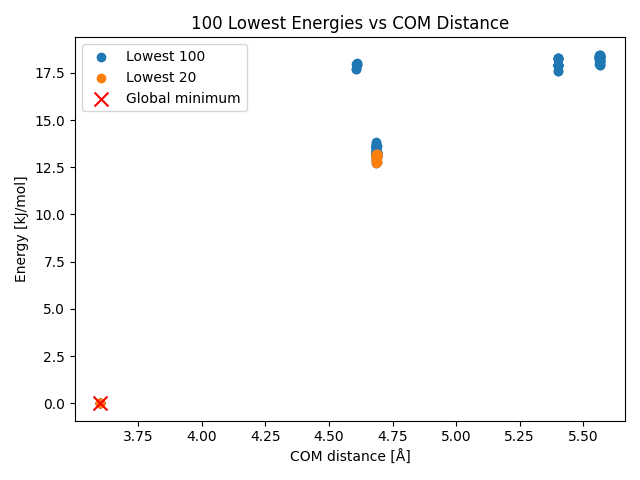 100 Lowest Energies vs COM Distance
Lowest 100
Lowest 20
Global minimum
Energy [kJ/mol]
17.5
15.0
12.5
10.0
7.5
5.0
2.5
0.0
3.75 4.00 4.25 4.50 4.75 5.00 5.25 5.50
COM distance [Å]